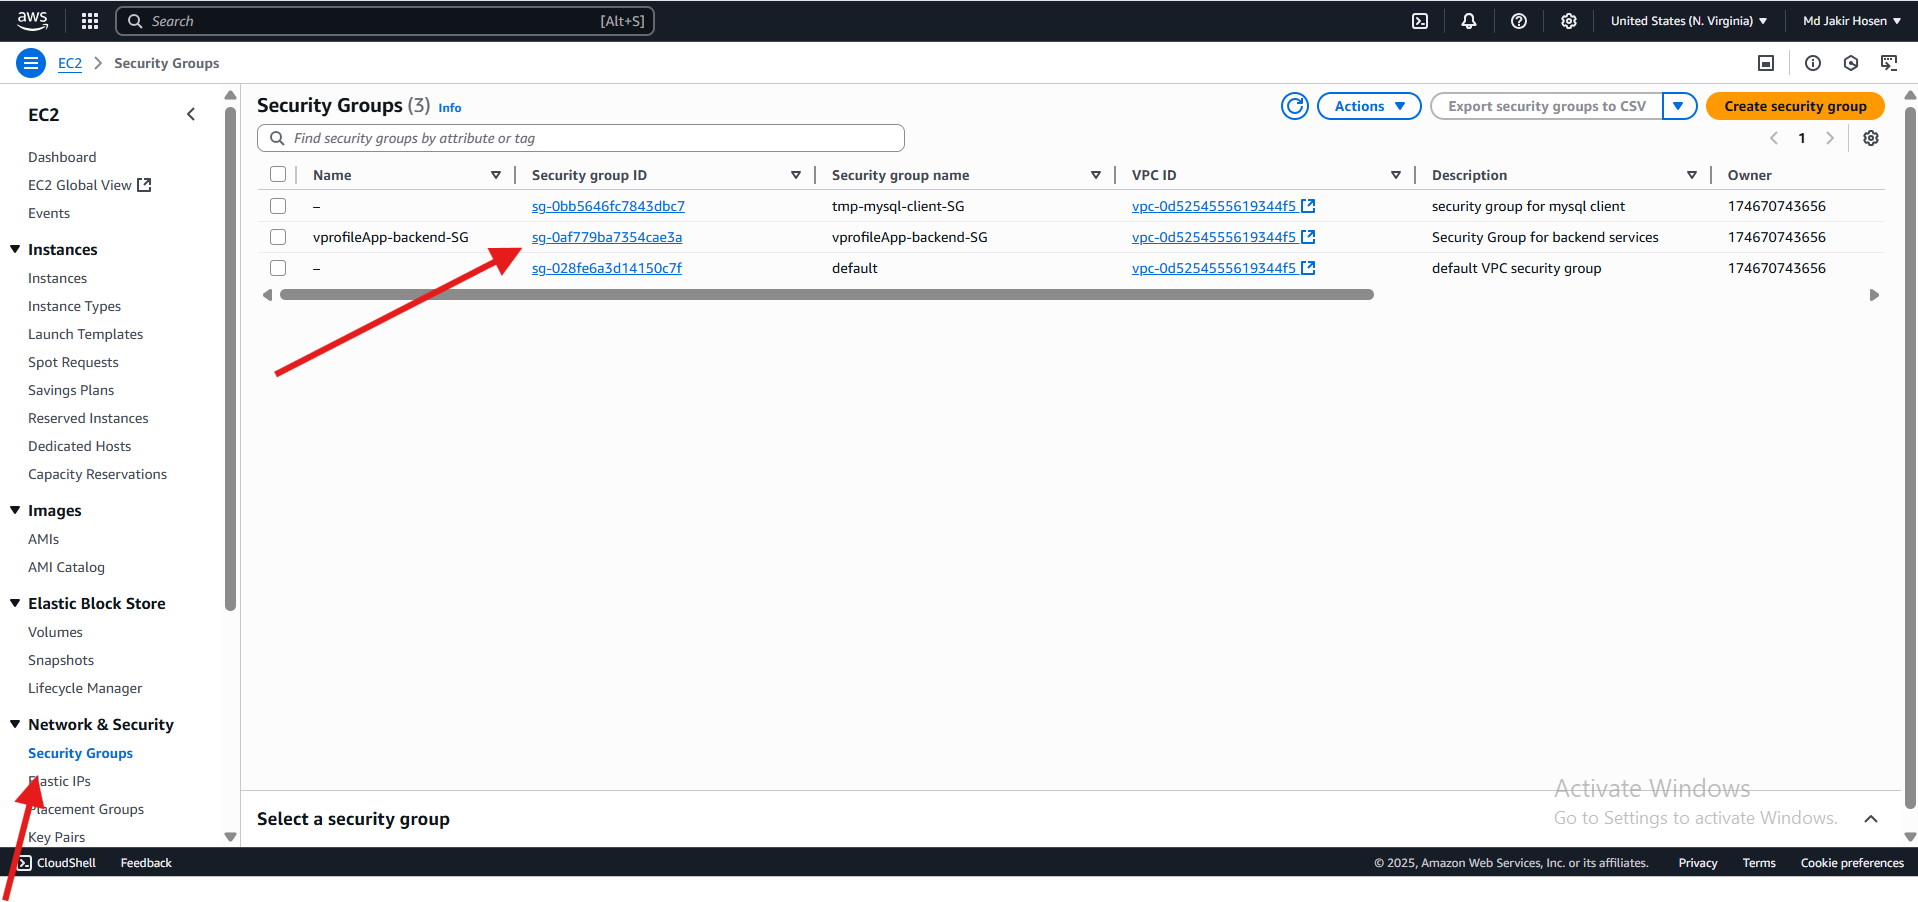 aws Search [Alt+S] United States (N. Virginia) Md Jakir Hosen
EC2 Security Groups
EC2
Dashboard
EC2 Global View
Events
Instances
Instances
Instance Types
Launch Templates
Spot Requests
Savings Plans
Reserved Instances
Dedicated Hosts
Capacity Reservations
Images
AMIs
AMI Catalog
Elastic Block Store
Volumes
Snapshots
Lifecycle Manager
Network & Security
Security Groups
Elastic IPs
Placement Groups
Key Pairs
Security Groups (3) Info Actions Export security groups to CSV Create security group
Find security groups by attribute or tag 1
Name Security group ID Security group name VPC ID Description Owner
– sg-0bb5646fc7843dbc7 tmp-mysql-client-SG vpc-0d5254555619344f5 security group for mysql client 174670743656
vprofileApp-backend-SG sg-0af779ba7354cae3a vprofileApp-backend-SG vpc-0d5254555619344f5 Security Group for backend services 174670743656
– sg-028fe6a3d14150c7f default vpc-0d5254555619344f5 default VPC security group 174670743656
Select a security group
Activate Windows
Go to Settings to activate Windows.
CloudShell Feedback © 2025, Amazon Web Services, Inc. or its affiliates. Privacy Terms Cookie preferences